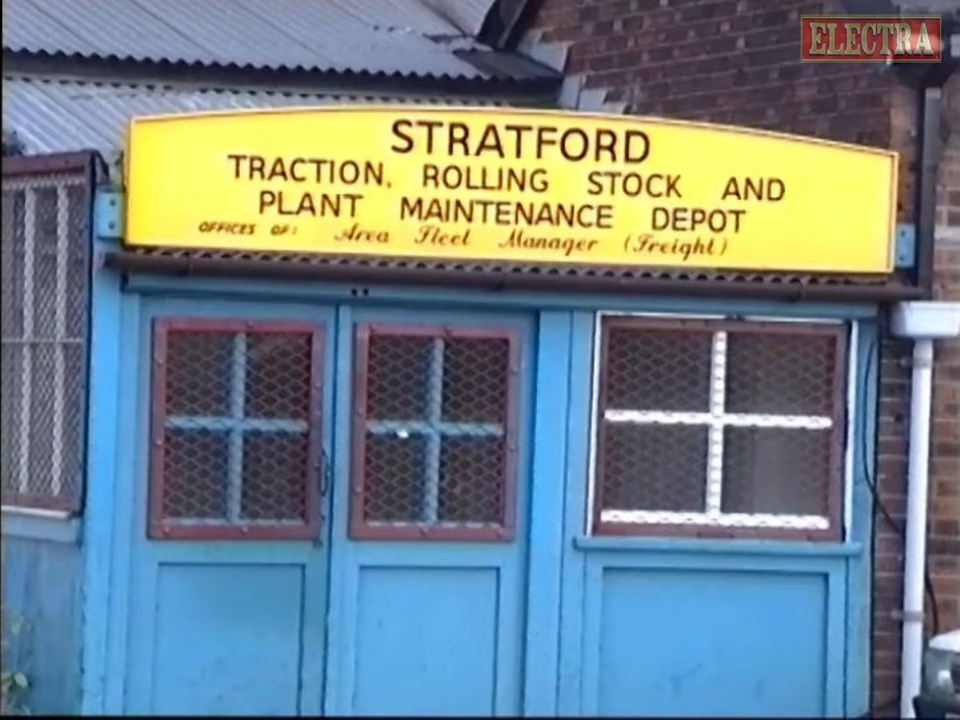 ELECTRA
STRATFORD
TRACTION, ROLLING STOCK AND
PLANT MAINTENANCE DEPOT
OFFICES OF: Area Fleet Manager (Freight)